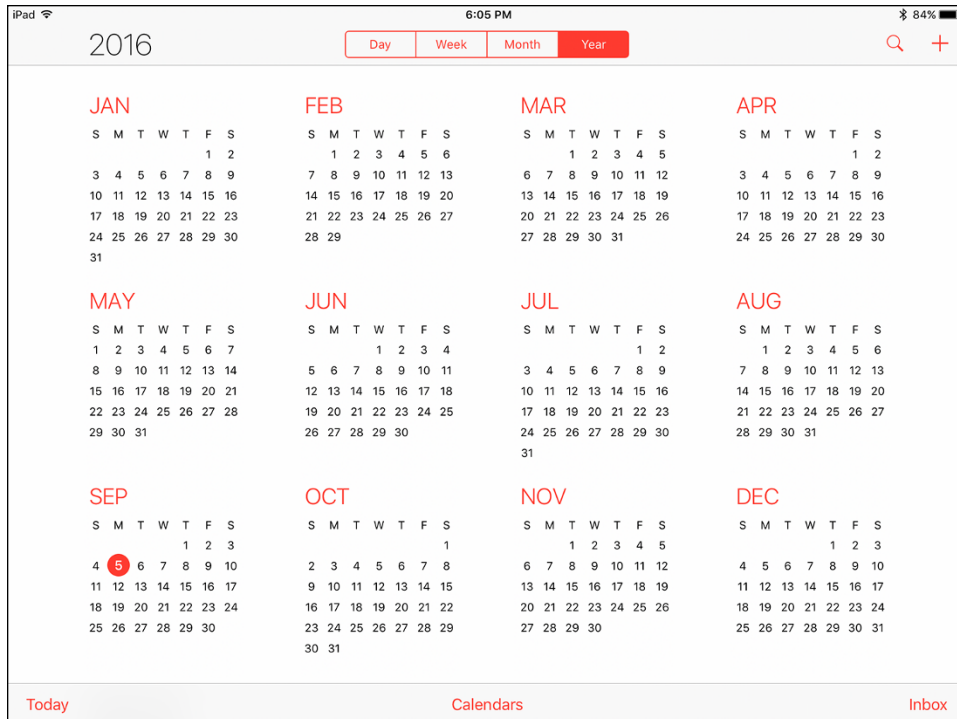 iPad 6:05 PM 84%
2016 Day Week Month Year
JAN
S M T W T F S
1 2
3 4 5 6 7 8 9
10 11 12 13 14 15 16
17 18 19 20 21 22 23
24 25 26 27 28 29 30
31
FEB
S M T W T F S
1 2 3 4 5 6
7 8 9 10 11 12 13
14 15 16 17 18 19 20
21 22 23 24 25 26 27
28 29
MAR
S M T W T F S
1 2 3 4 5
6 7 8 9 10 11 12
13 14 15 16 17 18 19
20 21 22 23 24 25 26
27 28 29 30 31
APR
S M T W T F S
1 2
3 4 5 6 7 8 9
10 11 12 13 14 15 16
17 18 19 20 21 22 23
24 25 26 27 28 29 30
MAY
S M T W T F S
1 2 3 4 5 6 7
8 9 10 11 12 13 14
15 16 17 18 19 20 21
22 23 24 25 26 27 28
29 30 31
JUN
S M T W T F S
1 2 3 4
5 6 7 8 9 10 11
12 13 14 15 16 17 18
19 20 21 22 23 24 25
26 27 28 29 30
JUL
S M T W T F S
1 2
3 4 5 6 7 8 9
10 11 12 13 14 15 16
17 18 19 20 21 22 23
24 25 26 27 28 29 30
31
AUG
S M T W T F S
1 2 3 4 5 6
7 8 9 10 11 12 13
14 15 16 17 18 19 20
21 22 23 24 25 26 27
28 29 30 31
SEP
S M T W T F S
1 2 3
4 5 6 7 8 9 10
11 12 13 14 15 16 17
18 19 20 21 22 23 24
25 26 27 28 29 30
OCT
S M T W T F S
1
2 3 4 5 6 7 8
9 10 11 12 13 14 15
16 17 18 19 20 21 22
23 24 25 26 27 28 29
30 31
NOV
S M T W T F S
1 2 3 4 5
6 7 8 9 10 11 12
13 14 15 16 17 18 19
20 21 22 23 24 25 26
27 28 29 30
DEC
S M T W T F S
1 2 3
4 5 6 7 8 9 10
11 12 13 14 15 16 17
18 19 20 21 22 23 24
25 26 27 28 29 30 31
Today Calendars Inbox